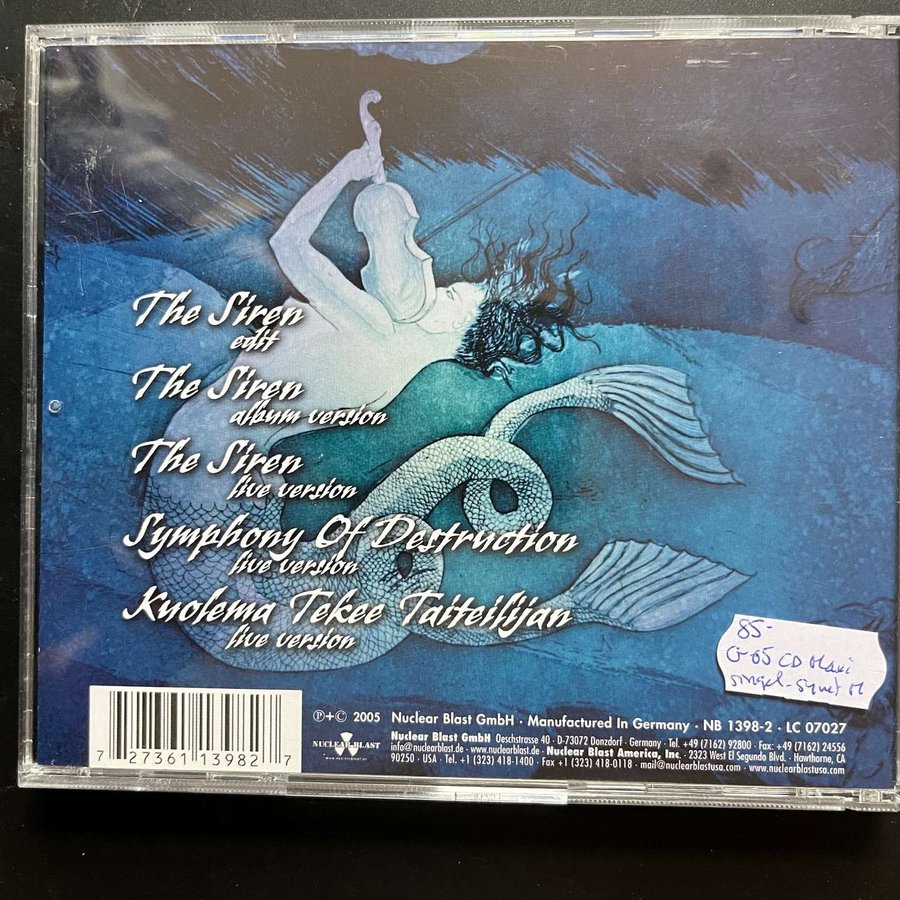 The Siren
edit
The Siren
album version
The Siren
live version
Symphony Of Destruction
live version
Kuolema Tekee Taiteilijan
live version
85-
G-05 CD Maxi
singel-
7 27361 13982 7
NUCLEAR BLAST
℗+© 2005 Nuclear Blast GmbH · Manufactured In Germany · NB 1398-2 · LC 07027
Nuclear Blast GmbH Oeschstrasse 40 · D-73072 Donzdorf · Germany · Tel. +49 (7162) 92800 · Fax: +49 (7162) 24556
info@nuclearblast.de · www.nuclearblast.de · Nuclear Blast America, Inc. · 2323 West El Segundo Blvd. · Hawthorne, CA
90250 · USA · Tel. +1 (323) 418-1400 · Fax +1 (323) 418-0118 · mail@nuclearblastusa.com · www.nuclearblastusa.com